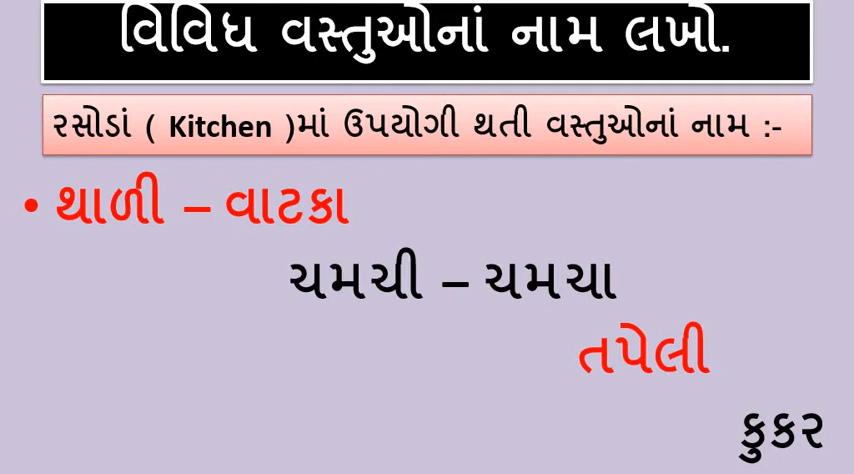 વિવિધ વસ્તુઓનાં નામ લખો.
રસોડાં ( Kitchen )માં ઉપયોગી થતી વસ્તુઓનાં નામ :-
• થાળી – વાટકા
ચમચી – ચમચા
તપેલી
કુકર